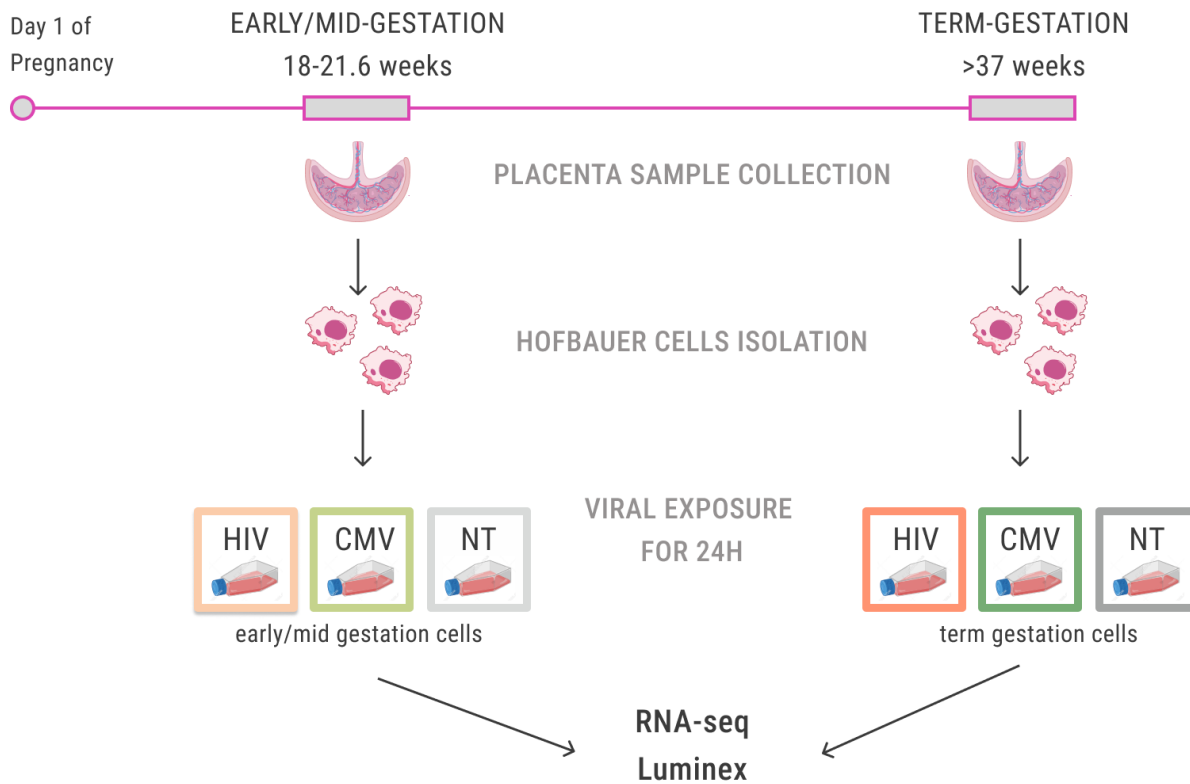 Day 1 of
Pregnancy
EARLY/MID-GESTATION
18-21.6 weeks
TERM-GESTATION
>37 weeks
PLACENTA SAMPLE COLLECTION
HOFBAUER CELLS ISOLATION
VIRAL EXPOSURE
FOR 24H
HIV CMV NT
early/mid gestation cells
HIV CMV NT
term gestation cells
RNA-seq
Luminex